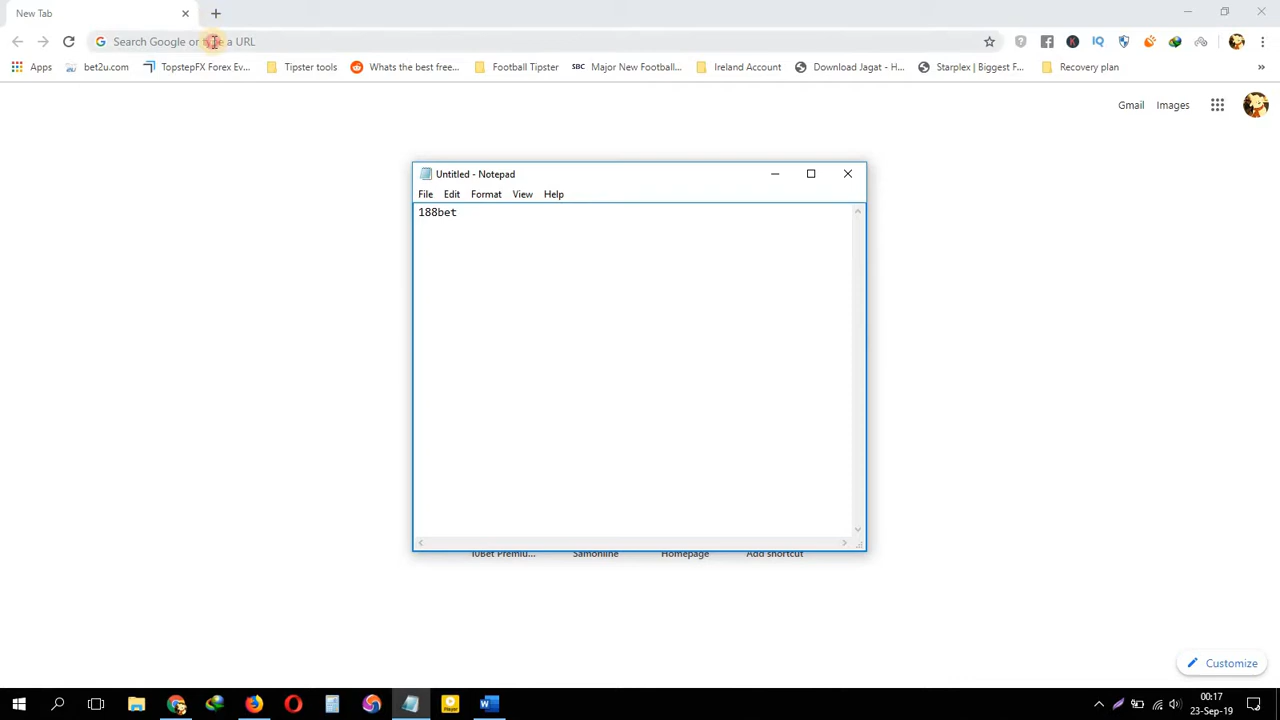 New Tab
Search Google or type a URL
Apps
bet2u.com
TopstepFX Forex Ev...
Tipster tools
Whats the best free...
Football Tipster
SBC Major New Football...
Ireland Account
Download Jagat - H...
Starplex | Biggest F...
Recovery plan
»
Gmail
Images
Untitled - Notepad
File
Edit
Format
View
Help
188bet
10Bet Premiu...
Samonline
Homepage
Add shortcut
Customize
00:17
23-Sep-19